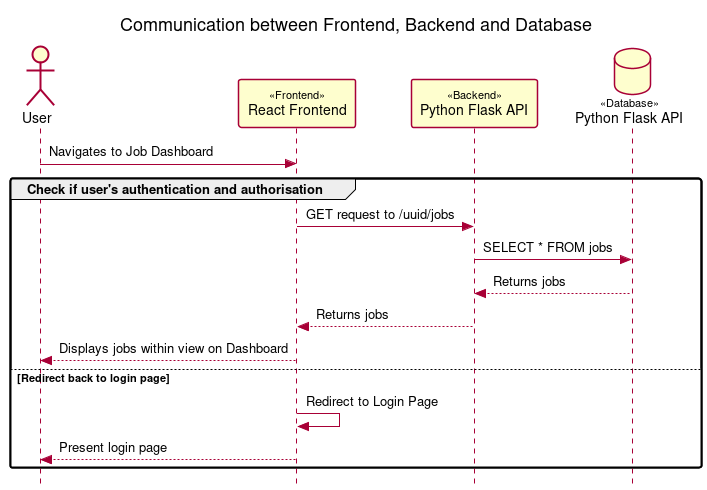 Communication between Frontend, Backend and Database
User
«Frontend»
React Frontend
«Backend»
Python Flask API
«Database»
Python Flask API
Navigates to Job Dashboard
Check if user's authentication and authorisation
GET request to /uuid/jobs
SELECT * FROM jobs
Returns jobs
Returns jobs
Displays jobs within view on Dashboard
[Redirect back to login page]
Redirect to Login Page
Present login page